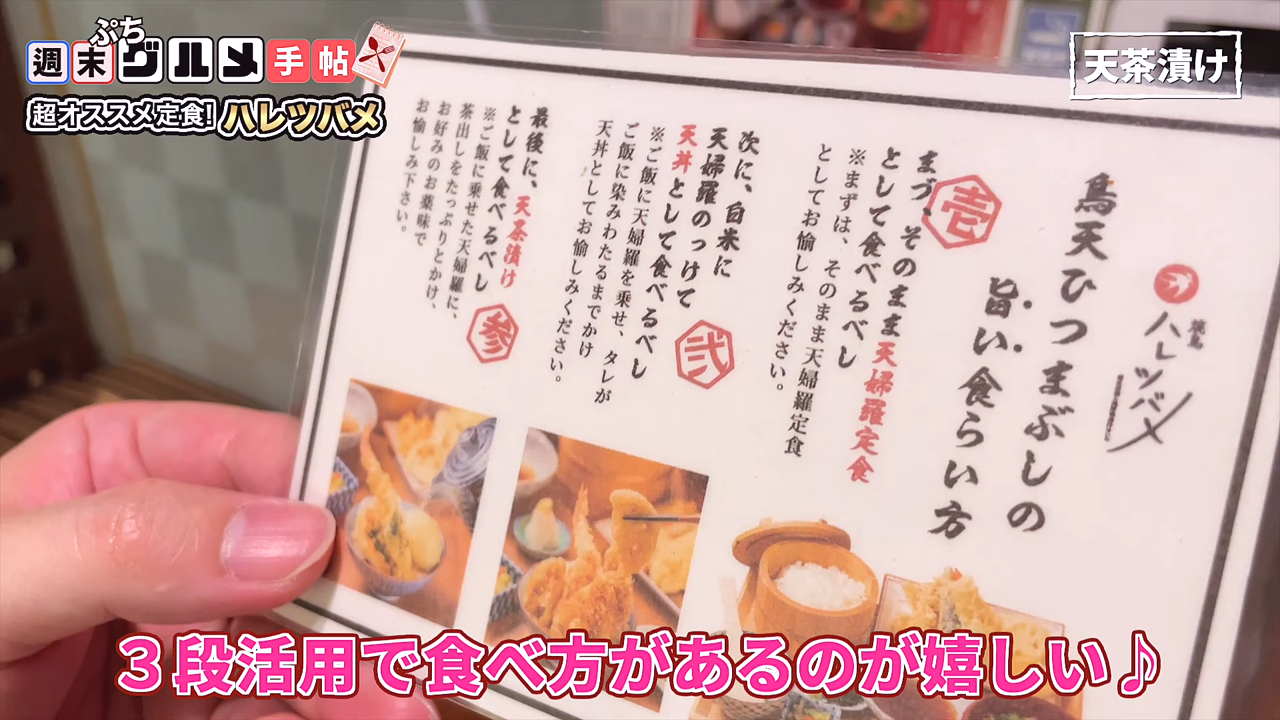 週末ぷちグルメ手帖
超オススメ定食!ハレツバメ
天茶漬け
ハレツバメ
鳥天ひつまぶしの
旨い食らい方
壱
まづ、そのまま天婦羅定食
として食べるべし
※まずは、そのまま天婦羅定食
としてお愉しみください。
弐
次に、白米に
天婦羅のっけて
天丼として食べるべし
※ご飯に天婦羅を乗せ、タレが
ご飯に染みわたるまでかけ
天丼としてお愉しみください。
参
最後に、天茶漬け
として食べるべし
※ご飯に乗せた天婦羅に、
茶出しをたっぷりとかけ、
お好みのお薬味で
お愉しみ下さい。
3段活用で食べ方があるのが嬉しい♪